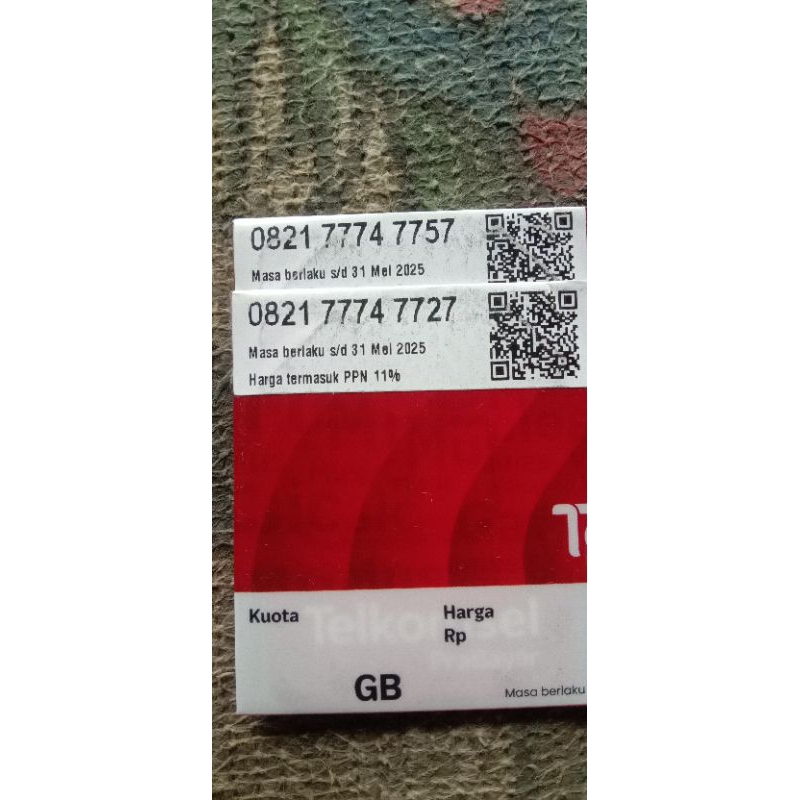 0821 7774 7757
Masa berlaku s/d 31 Mei 2025
0821 7774 7727
Masa berlaku s/d 31 Mei 2025
Harga termasuk PPN 11%
Kuota
Harga
Telkomsel
Rp
GB
Masa berlaku